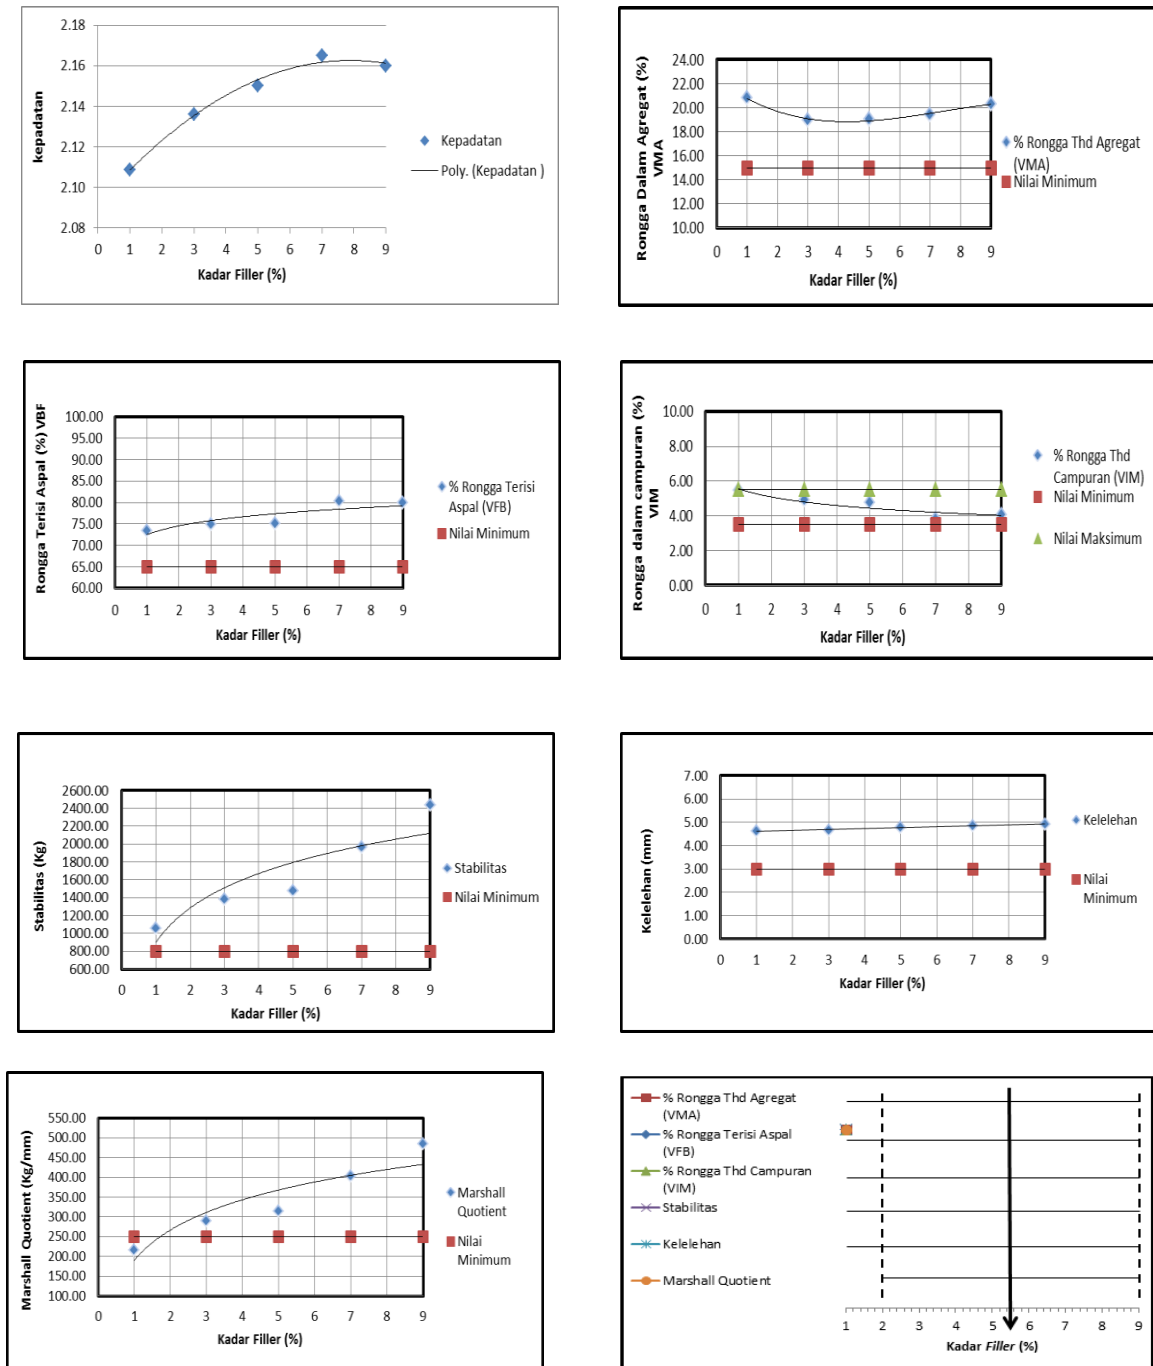 2.18
2.16
2.14
2.12
2.10
2.08
kepadatan
0 1 2 3 4 5 6 7 8 9
Kadar Filler (%)
Kepadatan
Poly. (Kepadatan )
Rongga Dalam Agregat (%)
VMA
24.00
22.00
20.00
18.00
16.00
14.00
12.00
10.00
0 1 2 3 4 5 6 7 8 9
Kadar Filler (%)
% Rongga Thd Agregat
(VMA)
Nilai Minimum
Rongga Terisi Aspal (%) VBF
100.00
95.00
90.00
85.00
80.00
75.00
70.00
65.00
60.00
0 1 2 3 4 5 6 7 8 9
Kadar Filler (%)
% Rongga Terisi
Aspal (VFB)
Nilai Minimum
Rongga dalam campuran (%)
VIM
10.00
8.00
6.00
4.00
2.00
0.00
0 1 2 3 4 5 6 7 8 9
Kadar Filler (%)
% Rongga Thd
Campuran (VIM)
Nilai Minimum
Nilai Maksimum
Stabilitas (Kg)
2600.00
2400.00
2200.00
2000.00
1800.00
1600.00
1400.00
1200.00
1000.00
800.00
600.00
0 1 2 3 4 5 6 7 8 9
Kadar Filler (%)
Stabilitas
Nilai Minimum
Kelelehan (mm)
7.00
6.00
5.00
4.00
3.00
2.00
1.00
0.00
0 1 2 3 4 5 6 7 8 9
Kadar Filler (%)
Kelelehan
Nilai
Minimum
Marshall Quotient (Kg/mm)
550.00
500.00
450.00
400.00
350.00
300.00
250.00
200.00
150.00
100.00
0 1 2 3 4 5 6 7 8 9
Kadar Filler (%)
Marshall
Quotient
Nilai
Minimum
% Rongga Thd Agregat
(VMA)
% Rongga Terisi Aspal
(VFB)
% Rongga Thd Campuran
(VIM)
Stabilitas
Kelelehan
Marshall Quotient
1 2 3 4 5 6 7 8 9
Kadar Filler (%)